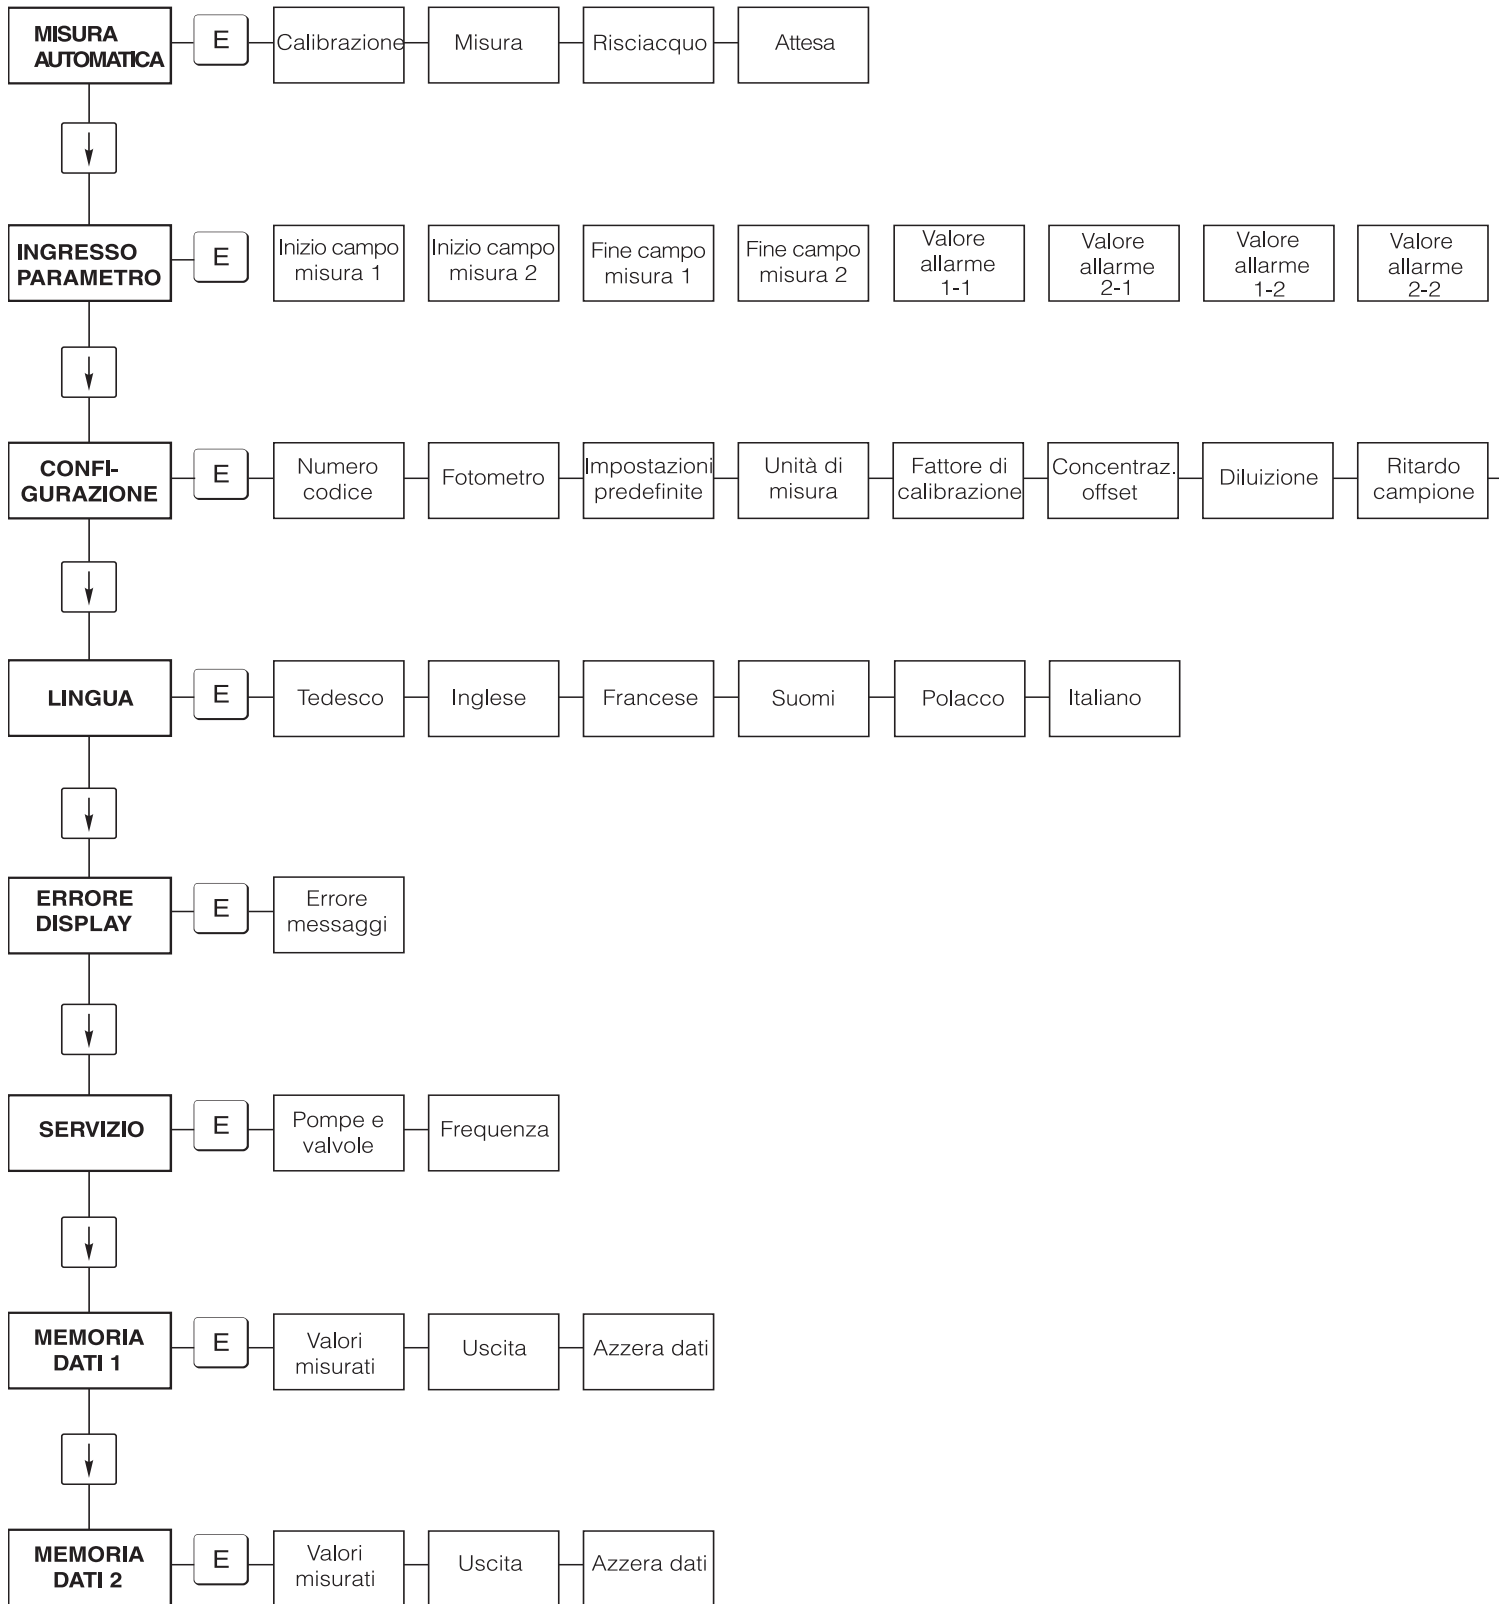 MISURA
AUTOMATICA
E
Calibrazione
Misura
Risciacquo
Attesa
INGRESSO
PARAMETRO
E
Inizio campo
misura 1
Inizio campo
misura 2
Fine campo
misura 1
Fine campo
misura 2
Valore
allarme
1-1
Valore
allarme
2-1
Valore
allarme
1-2
Valore
allarme
2-2
CONFI-
GURAZIONE
E
Numero
codice
Fotometro
Impostazioni
predefinite
Unità di
misura
Fattore di
calibrazione
Concentraz.
offset
Diluizione
Ritardo
campione
LINGUA
E
Tedesco
Inglese
Francese
Suomi
Polacco
Italiano
ERRORE
DISPLAY
E
Errore
messaggi
SERVIZIO
E
Pompe e
valvole
Frequenza
MEMORIA
DATI 1
E
Valori
misurati
Uscita
Azzera dati
MEMORIA
DATI 2
E
Valori
misurati
Uscita
Azzera dati